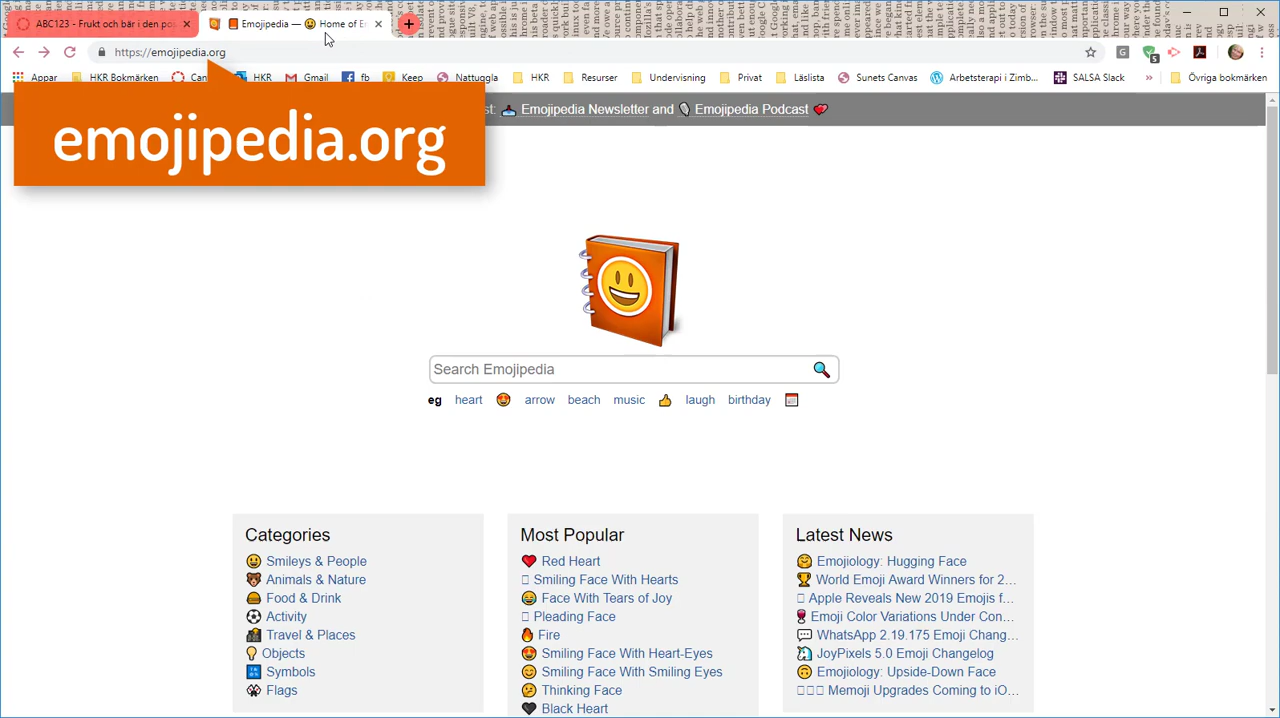 ABC123 - Frukt och bär i den po
Emojipedia — 😃 Home of E
https://emojipedia.org
5
Appar
HKR Bokmärken
Can
HKR
Gmail
fb
Keep
Nattuggla
HKR
Resurser
Undervisning
Privat
Läslista
Sunets Canvas
Arbetsterapi i Zimb...
SALSA Slack
»
Övriga bokmärken
st: Emojipedia Newsletter and Emojipedia Podcast
emojipedia.org
Search Emojipedia
eg heart arrow beach music laugh birthday
Categories
Smileys & People
Animals & Nature
Food & Drink
Activity
Travel & Places
Objects
Symbols
Flags
Most Popular
Red Heart
Smiling Face With Hearts
Face With Tears of Joy
Pleading Face
Fire
Smiling Face With Heart-Eyes
Smiling Face With Smiling Eyes
Thinking Face
Black Heart
Latest News
Emojiology: Hugging Face
World Emoji Award Winners for 2...
Apple Reveals New 2019 Emojis f...
Emoji Color Variations Under Con...
WhatsApp 2.19.175 Emoji Chang...
JoyPixels 5.0 Emoji Changelog
Emojiology: Upside-Down Face
Memoji Upgrades Coming to iO...